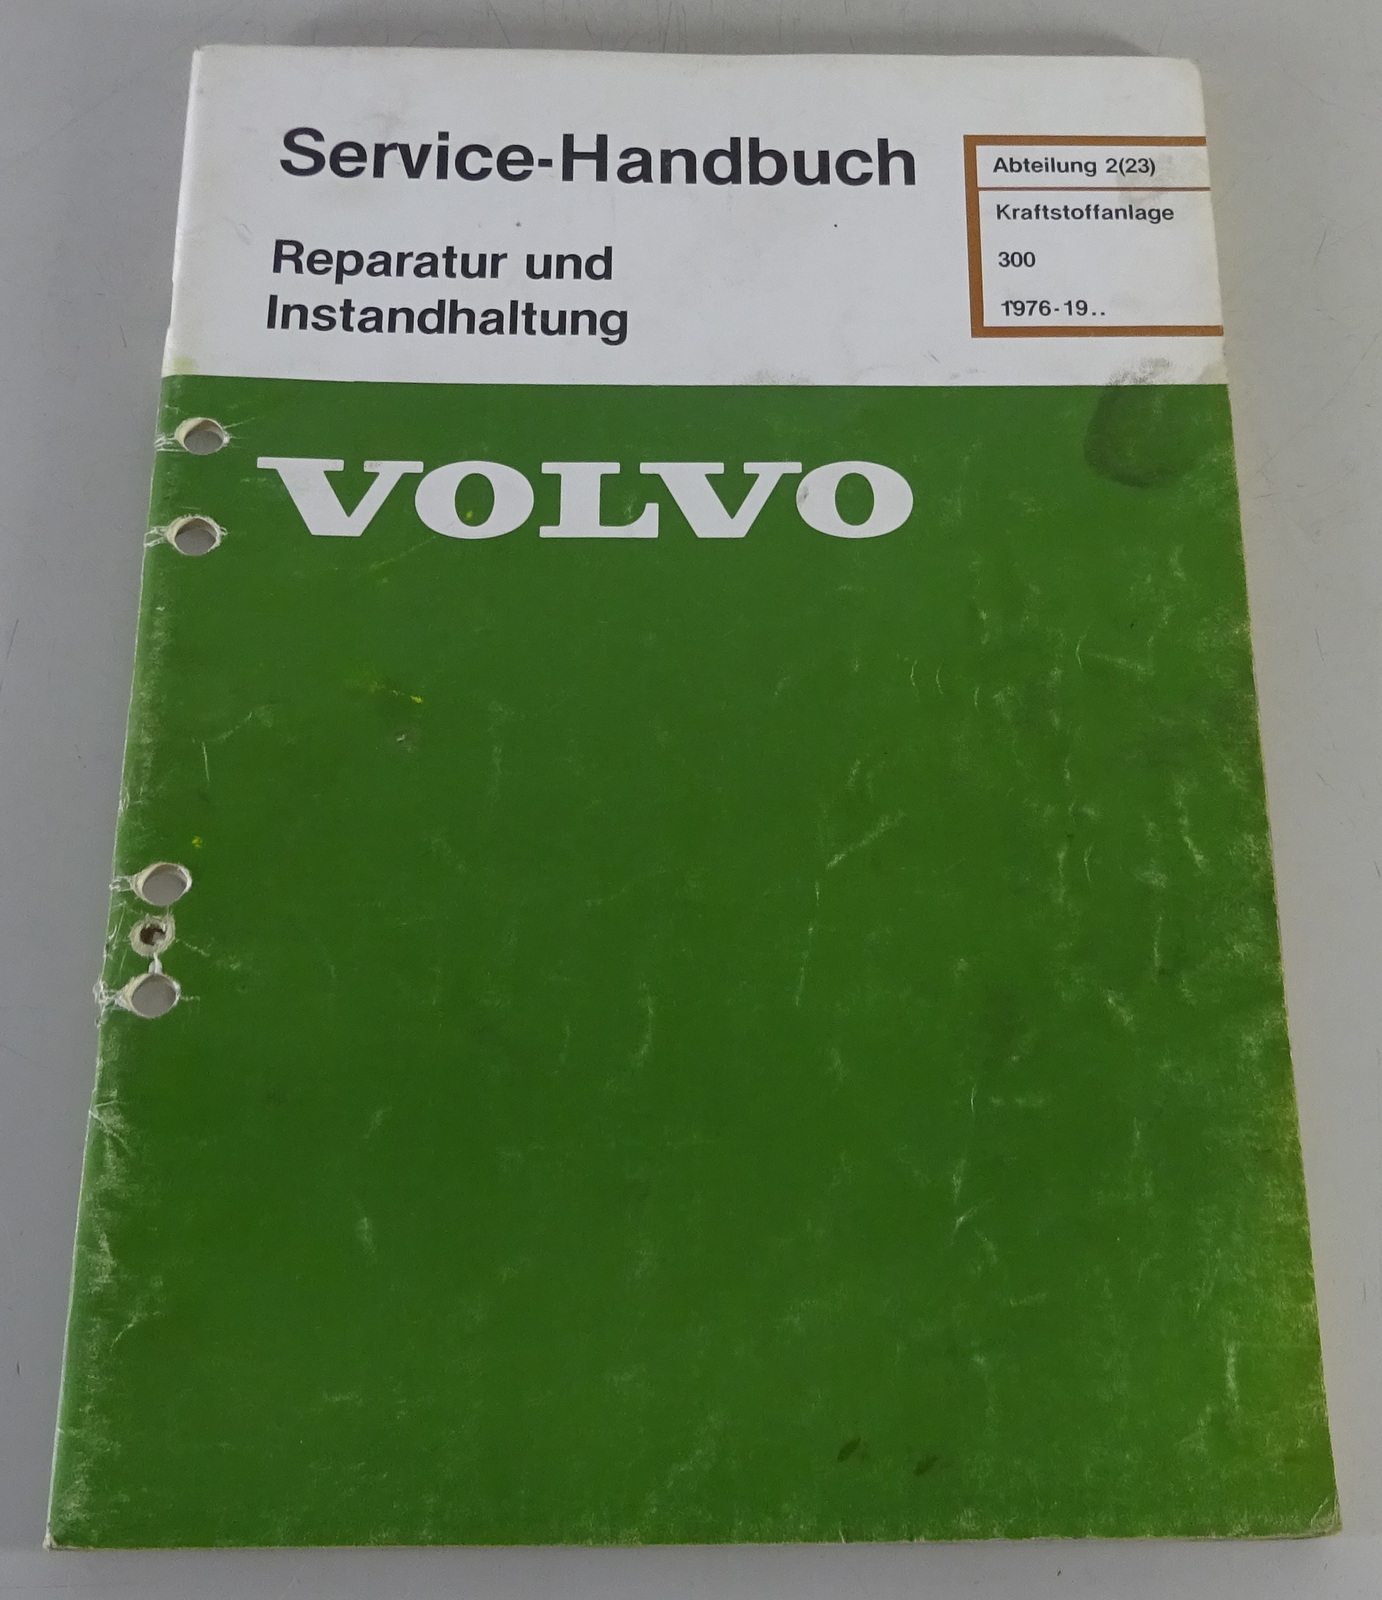 Service-Handbuch
Reparatur und
Instandhaltung
Abteilung 2(23)
Kraftstoffanlage
300
1976-19..
VOLVO